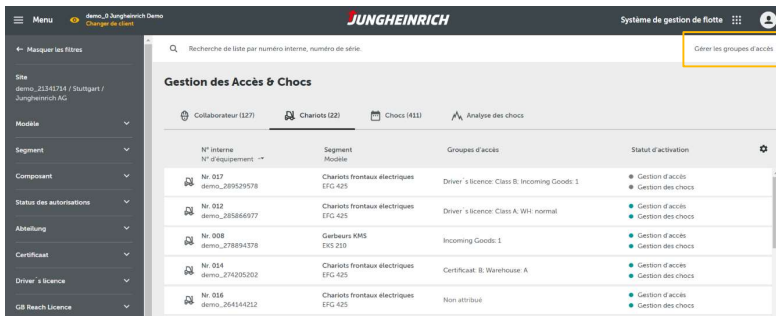 Menu
demo_0 Jungheinrich Demo
Changer de client
JUNGHEINRICH
Système de gestion de flotte
← Masquer les filtres
Recherche de liste par numéro interne, numéro de série.
Gérer les groupes d'accès
Site
demo_21341714 / Stuttgart /
Jungheinrich AG
Modèle
Segment
Composant
Status des autorisations
Abteilung
Certificaat
Driver´s licence
GB Reach Licence
Gestion des Accès & Chocs
Collaborateur (127)
Chariots (22)
Chocs (411)
Analyse des chocs
N° interne
N° d'équipement
Segment
Modèle
Groupes d'accès
Statut d'activation
Nr. 017
demo_289529578
Chariots frontaux électriques
EFG 425
Driver´s licence: Class B; Incoming Goods: 1
Gestion d'accès
Gestion des chocs
Nr. 012
demo_285866977
Chariots frontaux électriques
EFG 425
Driver´s licence: Class A; WH: normal
Gestion d'accès
Gestion des chocs
Nr. 008
demo_278894378
Gerbeurs KMS
EKS 210
Incoming Goods: 1
Gestion d'accès
Gestion des chocs
Nr. 014
demo_274205202
Chariots frontaux électriques
EFG 425
Certificaat: B; Warehouse: A
Gestion d'accès
Gestion des chocs
Nr. 016
demo_264144212
Chariots frontaux électriques
EFG 425
Non attribué
Gestion d'accès
Gestion des chocs